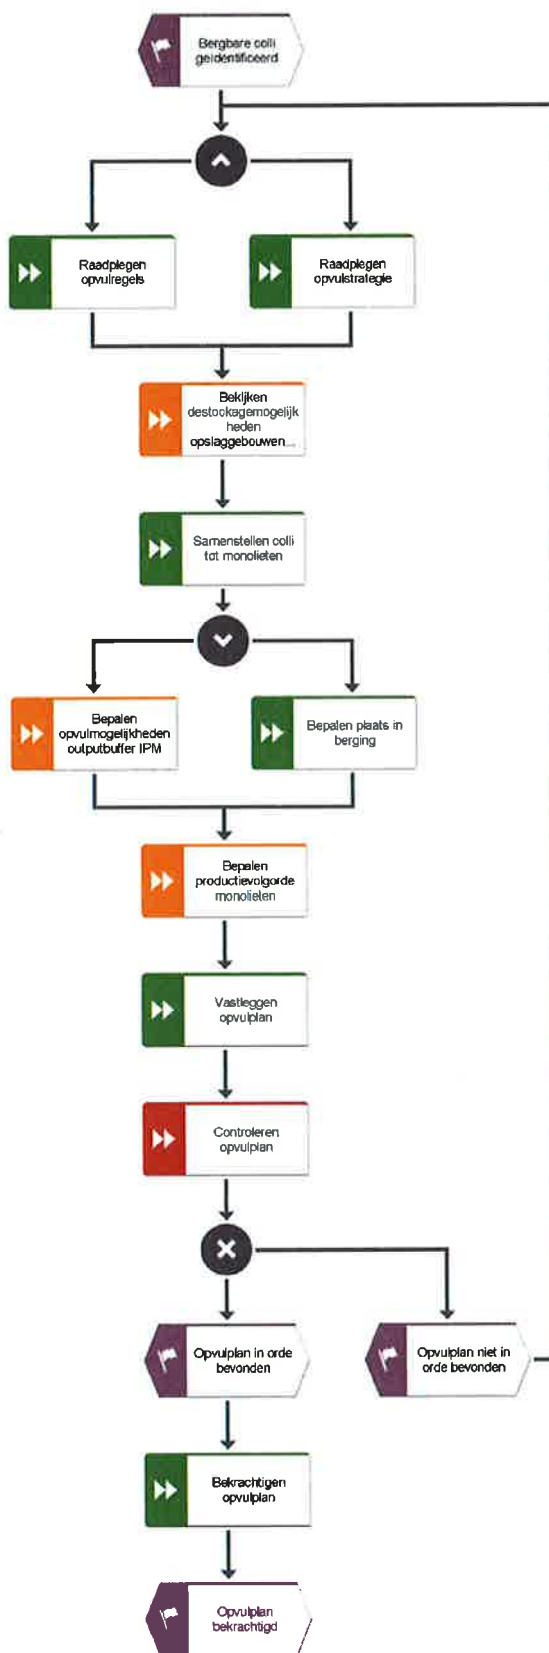 Bergbare colli
geïdentificeerd
Raadplegen
opvulregels
Raadplegen
opvulstrategie
Bekijken
destockagemogelijk
heden
opslaggebouwen...
Samenstellen colli
tot monolieten
Bepalen
opvulmogelijkheden
outputbuffer IPM
Bepalen plaats in
berging
Bepalen
productievolgorde
monolieten
Vastleggen
opvulplan
Controleren
opvulplan
Opvulplan in orde
bevonden
Opvulplan niet in
orde bevonden
Bekrachtigen
opvulplan
Opvulplan
bekrachtigd